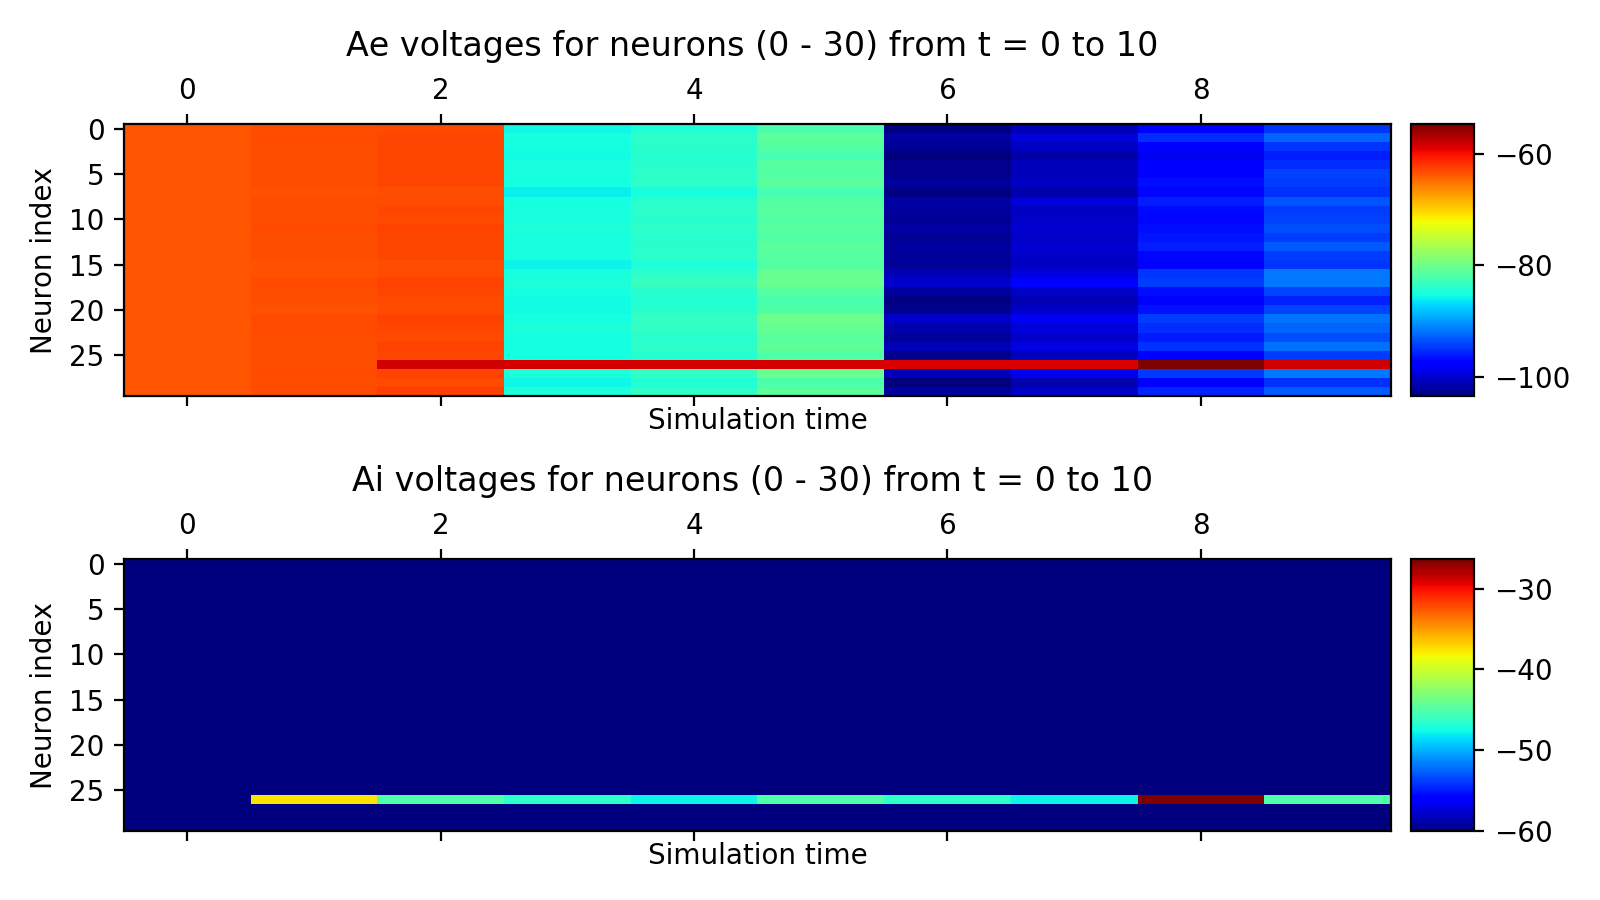 Ae voltages for neurons (0 - 30) from t = 0 to 10
0 2 4 6 8
Neuron index
0
5
10
15
20
25
−60
−80
−100
Simulation time
Ai voltages for neurons (0 - 30) from t = 0 to 10
0 2 4 6 8
Neuron index
0
5
10
15
20
25
−30
−40
−50
−60
Simulation time